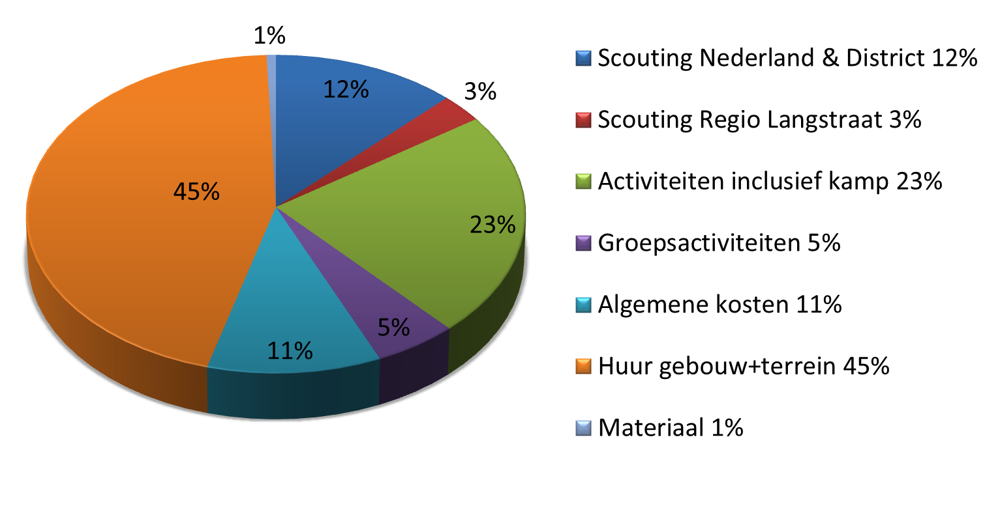 1%
12%
3%
45%
23%
5%
11%
Scouting Nederland & District 12%
Scouting Regio Langstraat 3%
Activiteiten inclusief kamp 23%
Groepsactiviteiten 5%
Algemene kosten 11%
Huur gebouw+terrein 45%
Materiaal 1%